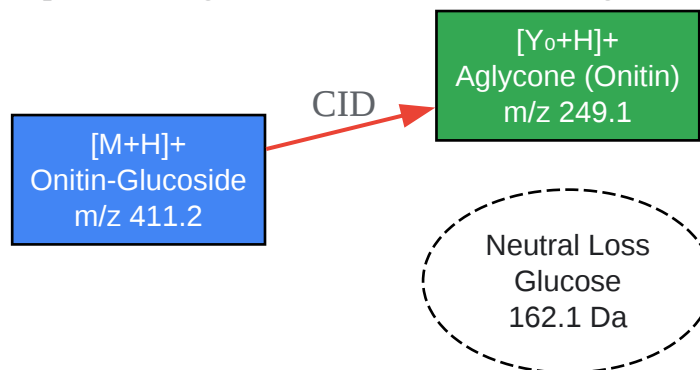 [M+H]+
Onitin-Glucoside
m/z 411.2
CID
[Y₀+H]+
Aglycone (Onitin)
m/z 249.1
Neutral Loss
Glucose
162.1 Da